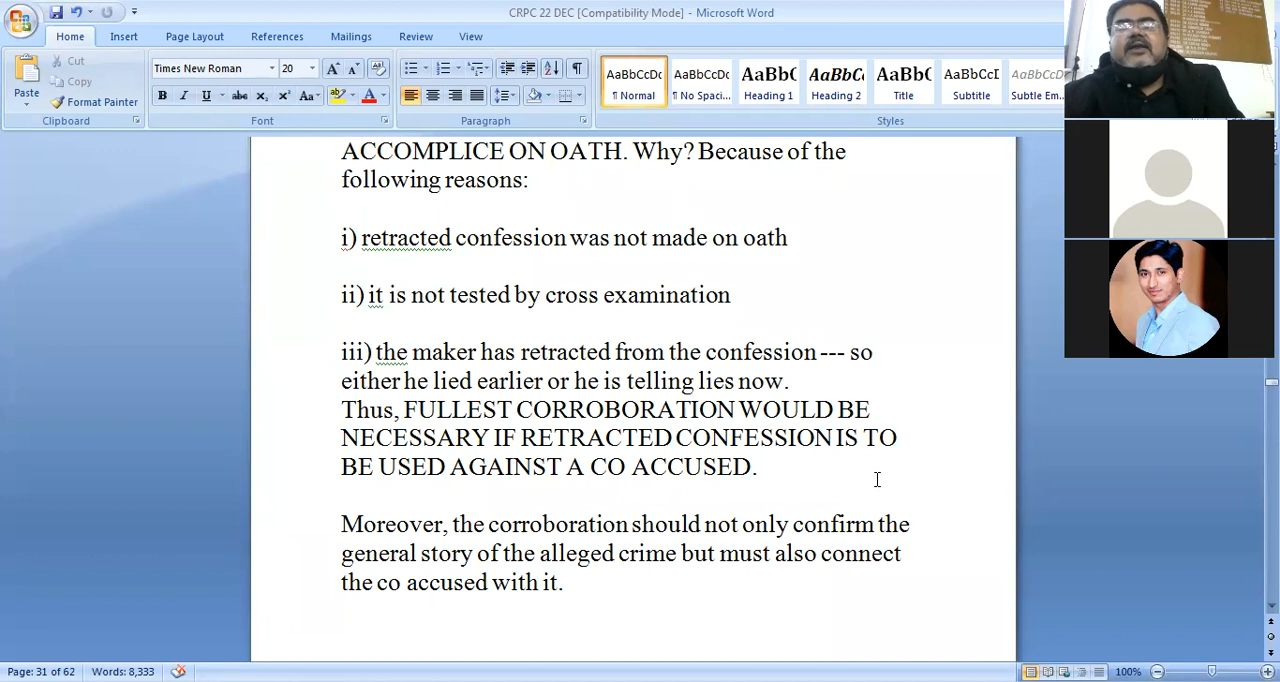 CRPC 22 DEC [Compatibility Mode] - Microsoft Word
Home Insert Page Layout References Mailings Review View
Paste Cut Copy Format Painter Clipboard
Times New Roman 20 Font
Paragraph
AaBbCcDc ¶ Normal AaBbCcDc ¶ No Spaci... AaBbC Heading 1 AaBbC Heading 2 AaBbC Title AaBbCcI Subtitle AaBbCcDc Subtle Em...
Styles
ACCOMPLICE ON OATH. Why? Because of the
following reasons:
i) retracted confession was not made on oath
ii) it is not tested by cross examination
iii) the maker has retracted from the confession --- so
either he lied earlier or he is telling lies now.
Thus, FULLEST CORROBORATION WOULD BE
NECESSARY IF RETRACTED CONFESSION IS TO
BE USED AGAINST A CO ACCUSED.
Moreover, the corroboration should not only confirm the
general story of the alleged crime but must also connect
the co accused with it.
Page: 31 of 62 Words: 8,333 100%